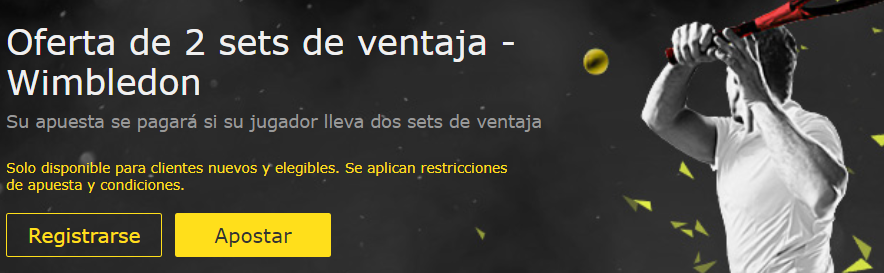 Oferta de 2 sets de ventaja -
Wimbledon
Su apuesta se pagará si su jugador lleva dos sets de ventaja
Solo disponible para clientes nuevos y elegibles. Se aplican restricciones
de apuesta y condiciones.
Registrarse
Apostar